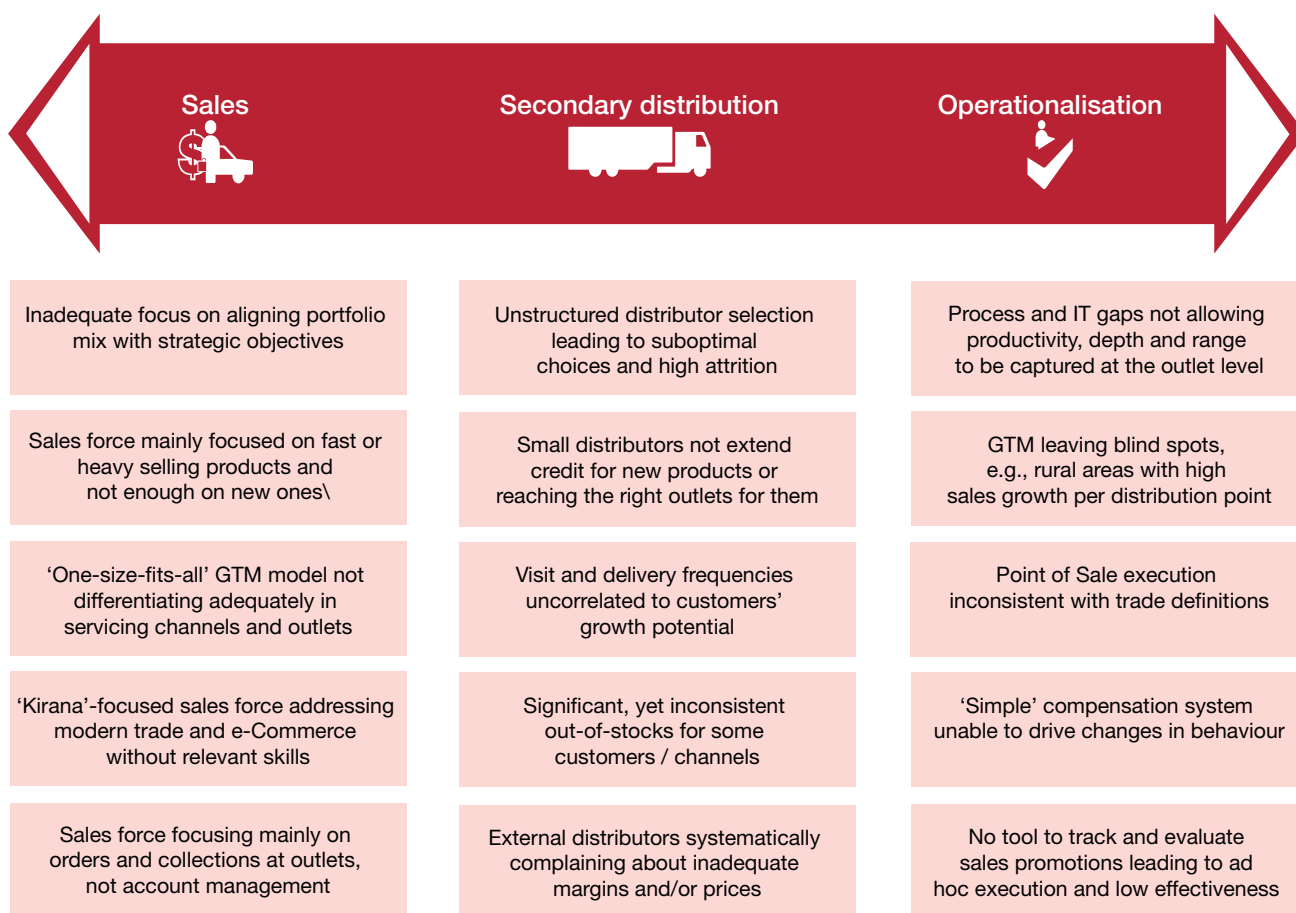 Sales
Secondary distribution
Operationalisation
$
Inadequate focus on aligning portfolio
mix with strategic objectives
Sales force mainly focused on fast or
heavy selling products and
not enough on new ones\
‘One-size-fits-all’ GTM model not
differentiating adequately in
servicing channels and outlets
‘Kirana’-focused sales force addressing
modern trade and e-Commerce
without relevant skills
Sales force focusing mainly on
orders and collections at outlets,
not account management
Unstructured distributor selection
leading to suboptimal
choices and high attrition
Small distributors not extend
credit for new products or
reaching the right outlets for them
Visit and delivery frequencies
uncorrelated to customers’
growth potential
Significant, yet inconsistent
out-of-stocks for some
customers / channels
External distributors systematically
complaining about inadequate
margins and/or prices
Process and IT gaps not allowing
productivity, depth and range
to be captured at the outlet level
GTM leaving blind spots,
e.g., rural areas with high
sales growth per distribution point
Point of Sale execution
inconsistent with trade definitions
‘Simple’ compensation system
unable to drive changes in behaviour
No tool to track and evaluate
sales promotions leading to ad
hoc execution and low effectiveness